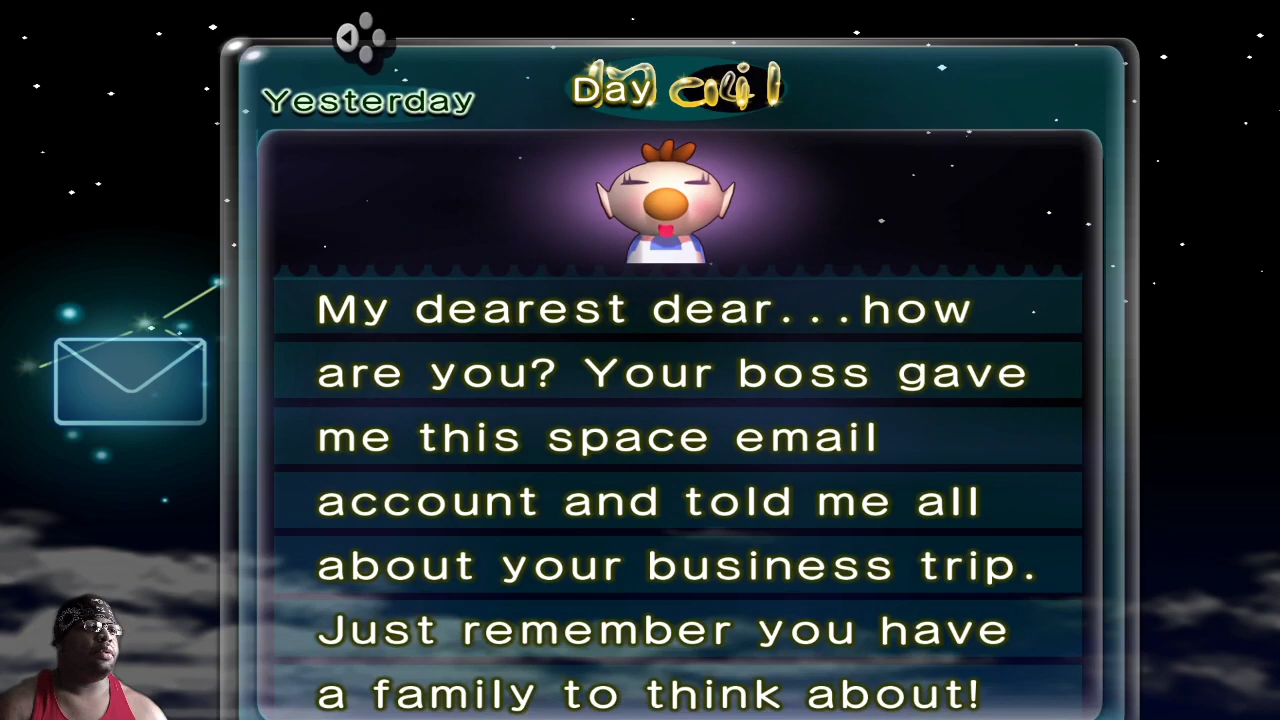 Yesterday
Day
Mail
My dearest dear...how
are you? Your boss gave
me this space email
account and told me all
about your business trip.
Just remember you have
a family to think about!